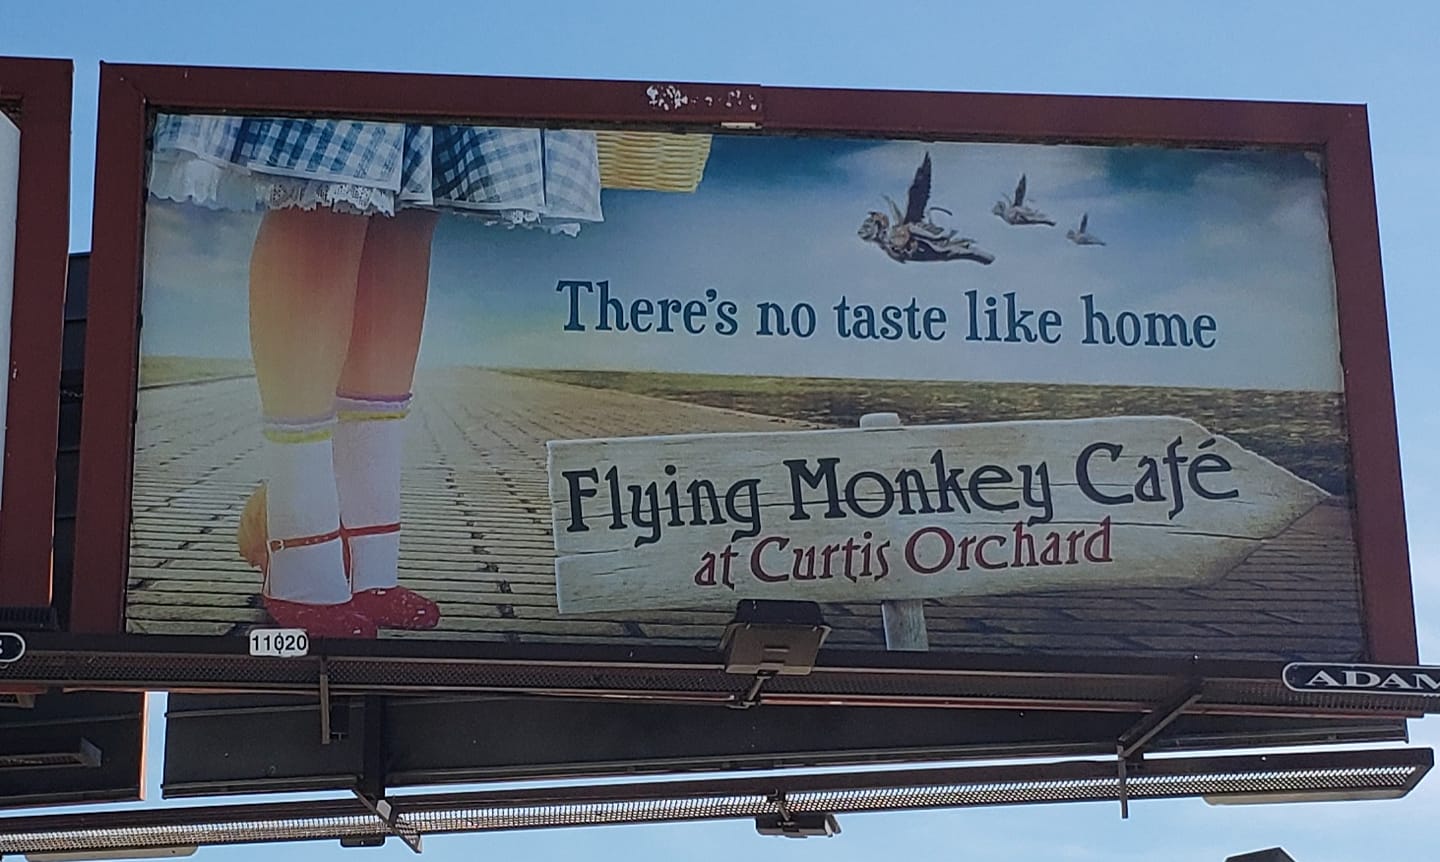 There's no taste like home
Flying Monkey Café
at Curtis Orchard
11020
ADAM